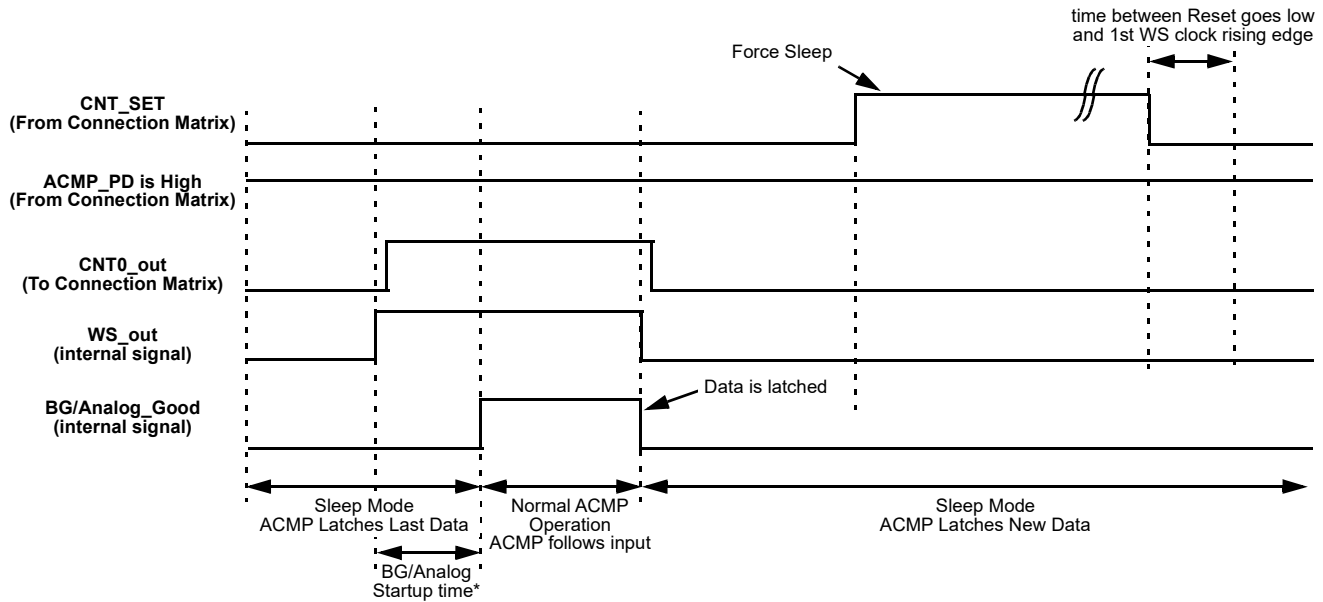 time between Reset goes low
and 1st WS clock rising edge
Force Sleep
CNT_SET
(From Connection Matrix)
ACMP_PD is High
(From Connection Matrix)
CNT0_out
(To Connection Matrix)
WS_out
(internal signal)
Data is latched
BG/Analog_Good
(internal signal)
Sleep Mode
ACMP Latches Last Data
Normal ACMP
Operation
ACMP follows input
Sleep Mode
ACMP Latches New Data
BG/Analog
Startup time*